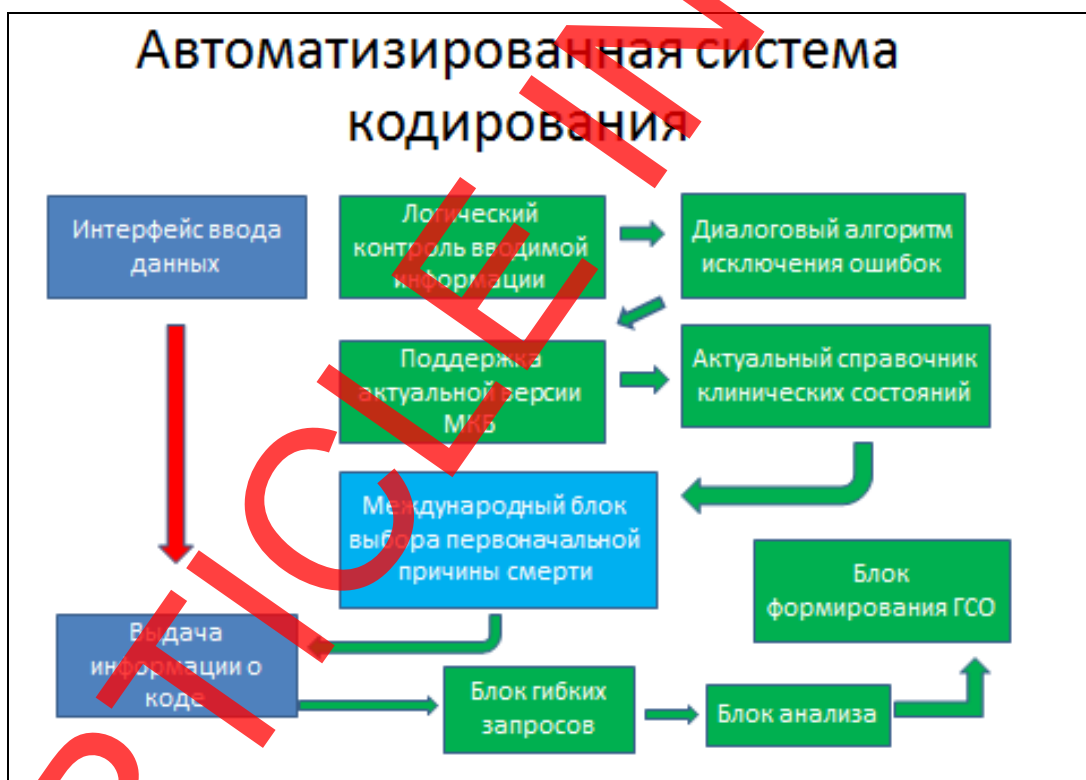 Автоматизированная система
кодирования
Интерфейс ввода
данных
Логический
контроль вводимой
информации
Диалоговый алгоритм
исключения ошибок
Поддержка
актуальной версии
МКБ
Актуальный справочник
клинических состояний
Международный блок
выбора первоначальной
причины смерти
Блок
формирования ГСО
Выдача
информации о
коде
Блок гибких
запросов
Блок анализа
TICLE IN